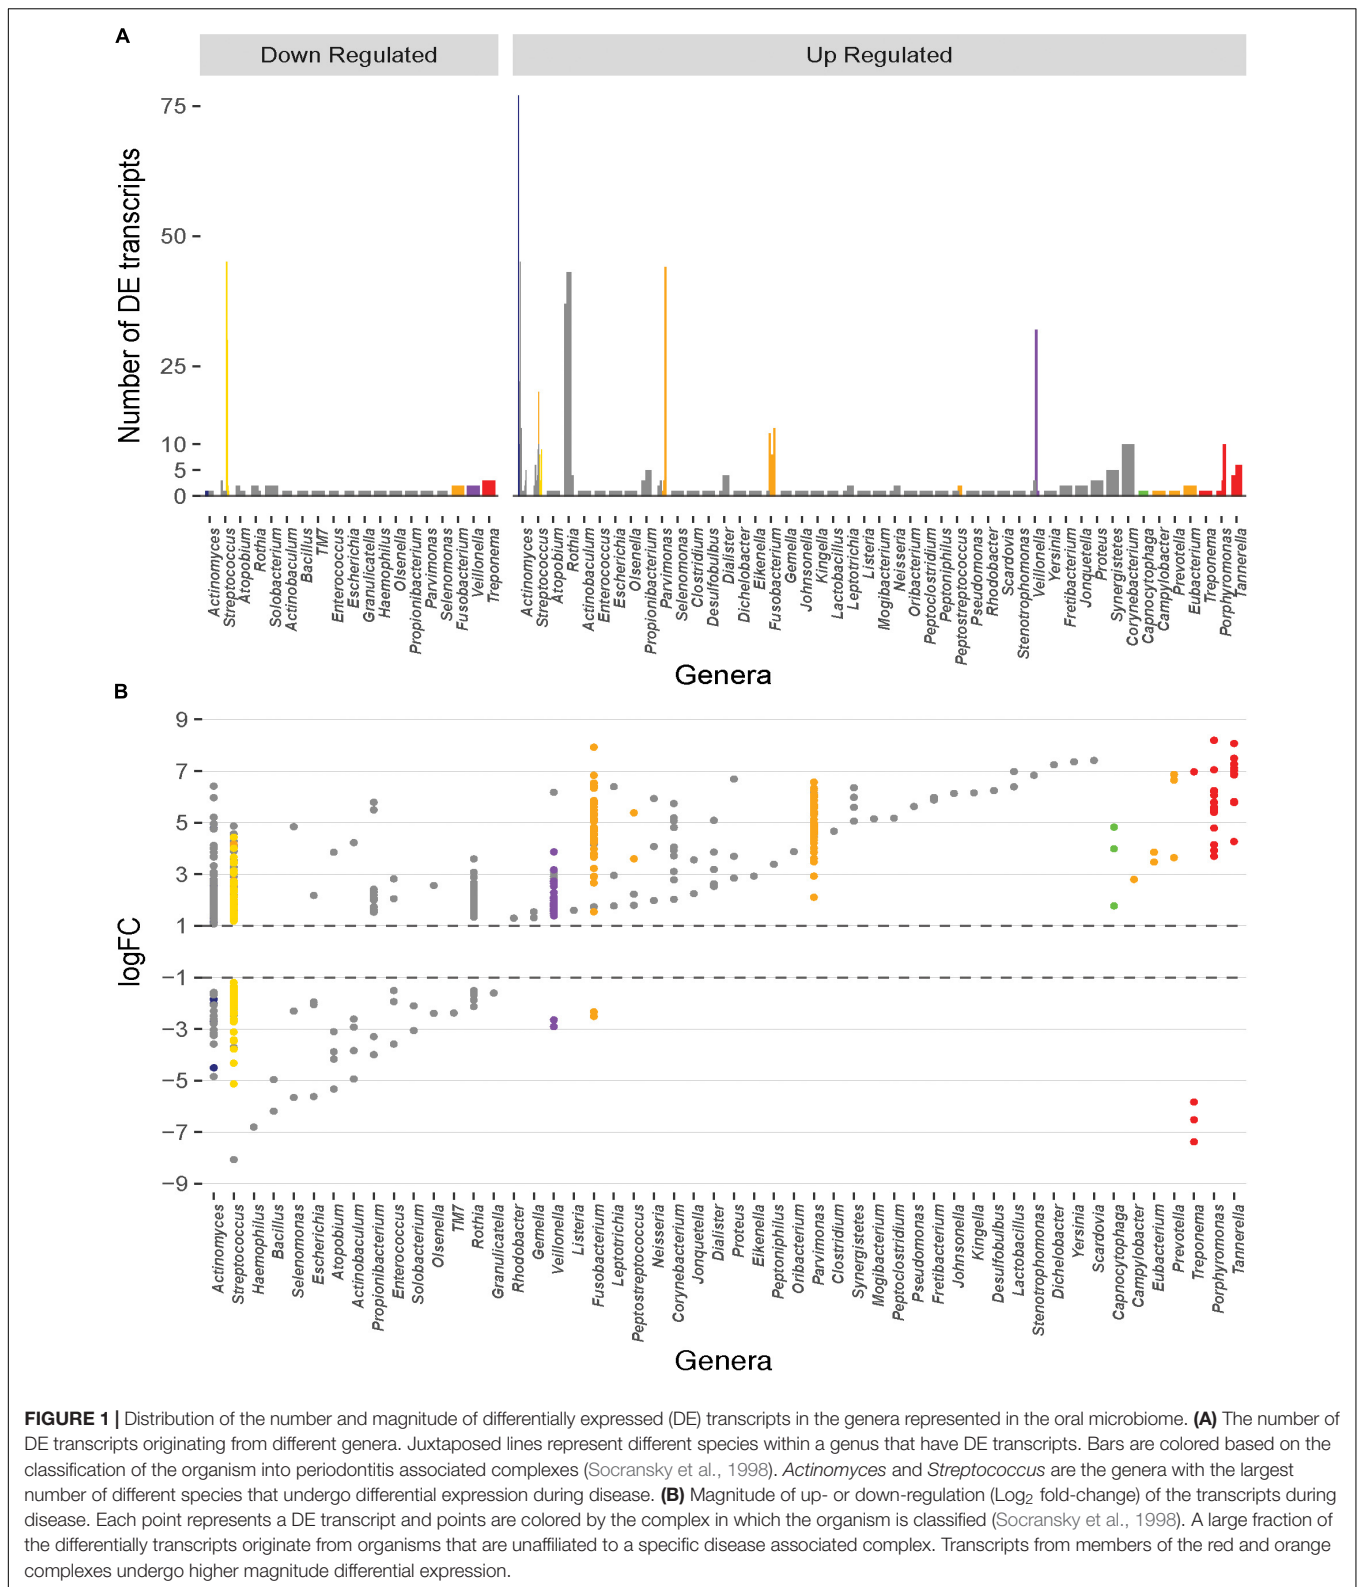 A
Down Regulated
Up Regulated
Number of DE transcripts
75
50
25
10
5
0
Actinomyces
Streptococcus
Atopobium
Rothia
Solobacterium
Actinobaculum
Bacillus
TM7
Enterococcus
Escherichia
Granulicatella
Haemophilus
Olsenella
Propionibacterium
Parvimonas
Selenomonas
Fusobacterium
Veillonella
Treponema
Actinomyces
Streptococcus
Atopobium
Rothia
Actinobaculum
Enterococcus
Escherichia
Olsenella
Propionibacterium
Parvimonas
Selenomonas
Clostridium
Desulfobulbus
Dialister
Dichelobacter
Eikenella
Fusobacterium
Gemella
Johnsonella
Kingella
Lactobacillus
Leptotrichia
Listeria
Mogibacterium
Neisseria
Oribacterium
Peptoclostridium
Peptoniphilus
Peptostreptococcus
Pseudomonas
Rhodobacter
Scardovia
Stenotrophomonas
Veillonella
Yersinia
Fretibacterium
Jonquetella
Proteus
Synergistetes
Corynebacterium
Capnocytophaga
Campylobacter
Prevotella
Eubacterium
Treponema
Porphyromonas
Tannerella
Genera
B
logFC
9
7
5
3
1
−1
−3
−5
−7
−9
Actinomyces
Streptococcus
Haemophilus
Bacillus
Selenomonas
Escherichia
Atopobium
Actinobaculum
Propionibacterium
Enterococcus
Solobacterium
Olsenella
TM7
Rothia
Granulicatella
Rhodobacter
Gemella
Veillonella
Listeria
Fusobacterium
Leptotrichia
Peptostreptococcus
Neisseria
Corynebacterium
Jonquetella
Dialister
Proteus
Eikenella
Peptoniphilus
Oribacterium
Parvimonas
Clostridium
Synergistetes
Mogibacterium
Peptoclostridium
Pseudomonas
Fretibacterium
Johnsonella
Kingella
Desulfobulbus
Lactobacillus
Stenotrophomonas
Dichelobacter
Yersinia
Scardovia
Capnocytophaga
Campylobacter
Eubacterium
Prevotella
Treponema
Porphyromonas
Tannerella
Genera
FIGURE 1 | Distribution of the number and magnitude of differentially expressed (DE) transcripts in the genera represented in the oral microbiome. (A) The number of
DE transcripts originating from different genera. Juxtaposed lines represent different species within a genus that have DE transcripts. Bars are colored based on the
classification of the organism into periodontitis associated complexes (Socransky et al., 1998). Actinomyces and Streptococcus are the genera with the largest
number of different species that undergo differential expression during disease. (B) Magnitude of up- or down-regulation (Log2 fold-change) of the transcripts during
disease. Each point represents a DE transcript and points are colored by the complex in which the organism is classified (Socransky et al., 1998). A large fraction of
the differentially transcripts originate from organisms that are unaffiliated to a specific disease associated complex. Transcripts from members of the red and orange
complexes undergo higher magnitude differential expression.